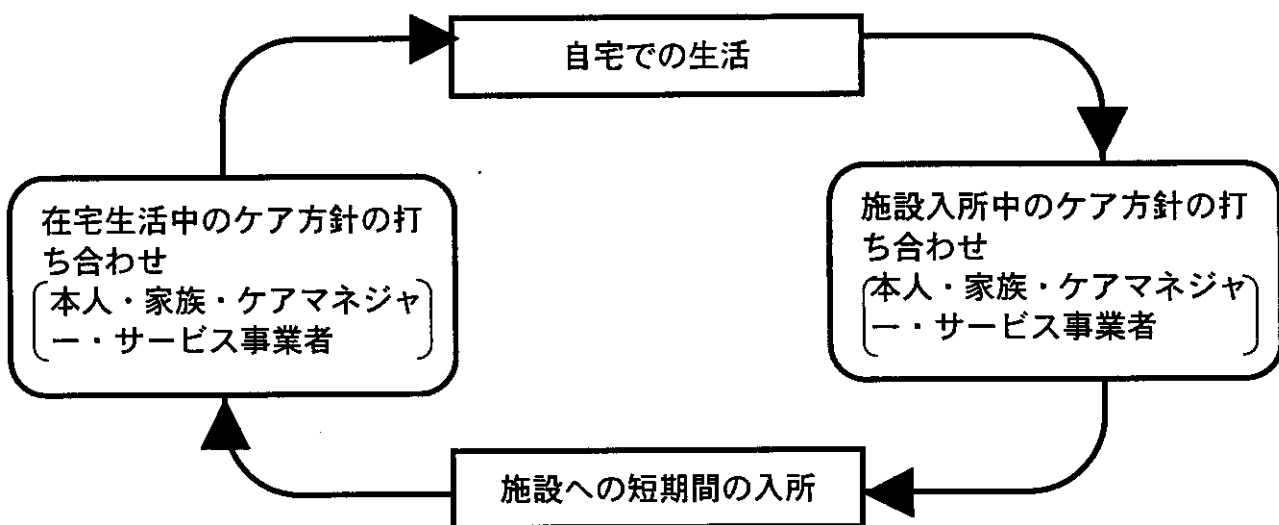 自宅での生活
在宅生活中のケア方針の打
ち合わせ
本人・家族・ケアマネジャ
ー・サービス事業者
施設入所中のケア方針の打
ち合わせ
本人・家族・ケアマネジャ
ー・サービス事業者
施設への短期間の入所